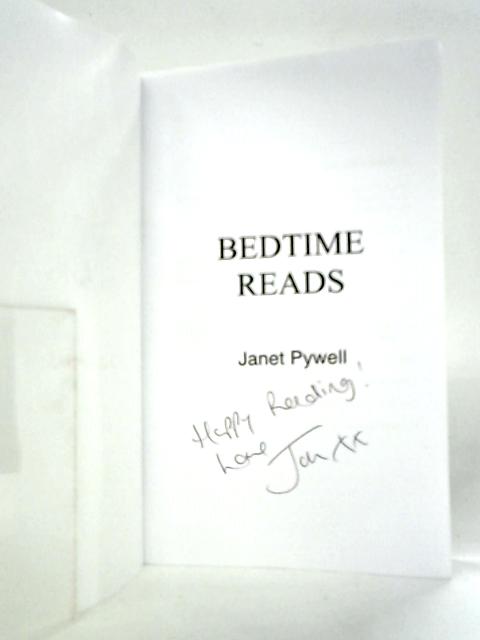 BEDTIME
READS
Janet Pywell
Happy Reading!
Love Jan xx